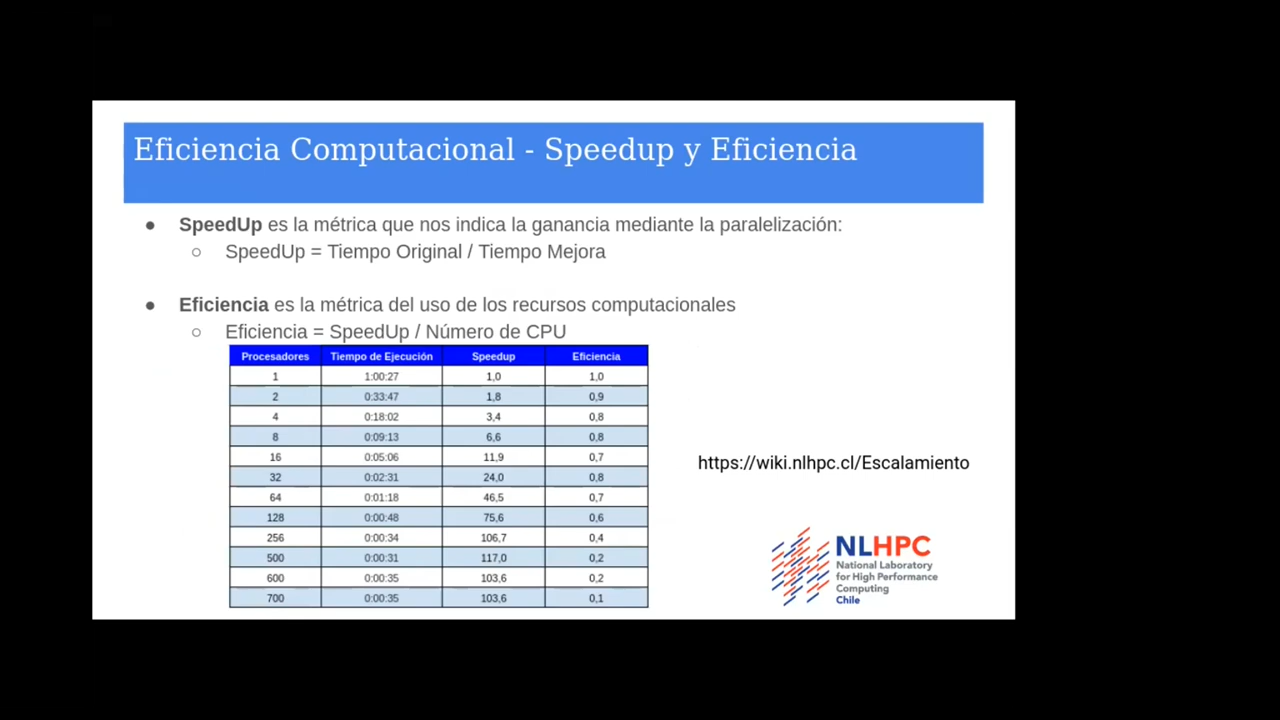 Eficiencia Computacional - Speedup y Eficiencia
● SpeedUp es la métrica que nos indica la ganancia mediante la paralelización:
○ SpeedUp = Tiempo Original / Tiempo Mejora
● Eficiencia es la métrica del uso de los recursos computacionales
○ Eficiencia = SpeedUp / Número de CPU
Procesadores Tiempo de Ejecución Speedup Eficiencia
1 1:00:27 1,0 1,0
2 0:33:47 1,8 0,9
4 0:18:02 3,4 0,8
8 0:09:13 6,6 0,8
16 0:05:06 11,9 0,7
32 0:02:31 24,0 0,8
64 0:01:18 46,5 0,7
128 0:00:48 75,6 0,6
256 0:00:34 106,7 0,4
500 0:00:31 117,0 0,2
600 0:00:35 103,6 0,2
700 0:00:35 103,6 0,1
https://wiki.nlhpc.cl/Escalamiento
NLHPC
National Laboratory
for High Performance
Computing
Chile